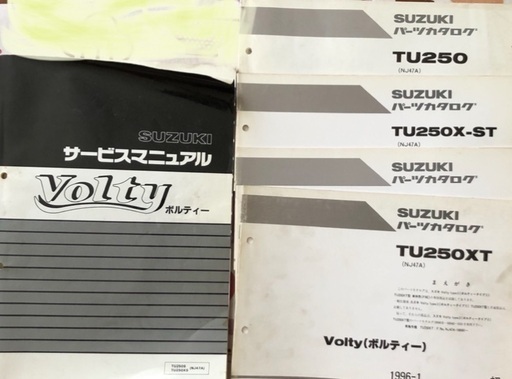 SUZUKI
サービスマニュアル
Volty
ボルティー
SUZUKI
パーツカタログ
TU250
(NJ47A)
SUZUKI
パーツカタログ
TU250X-ST
(NJ47A)
SUZUKI
パーツカタログ
SUZUKI
パーツカタログ
TU250XT
(NJ47A)
まえがき
Volty(ボルティー)
1996-1